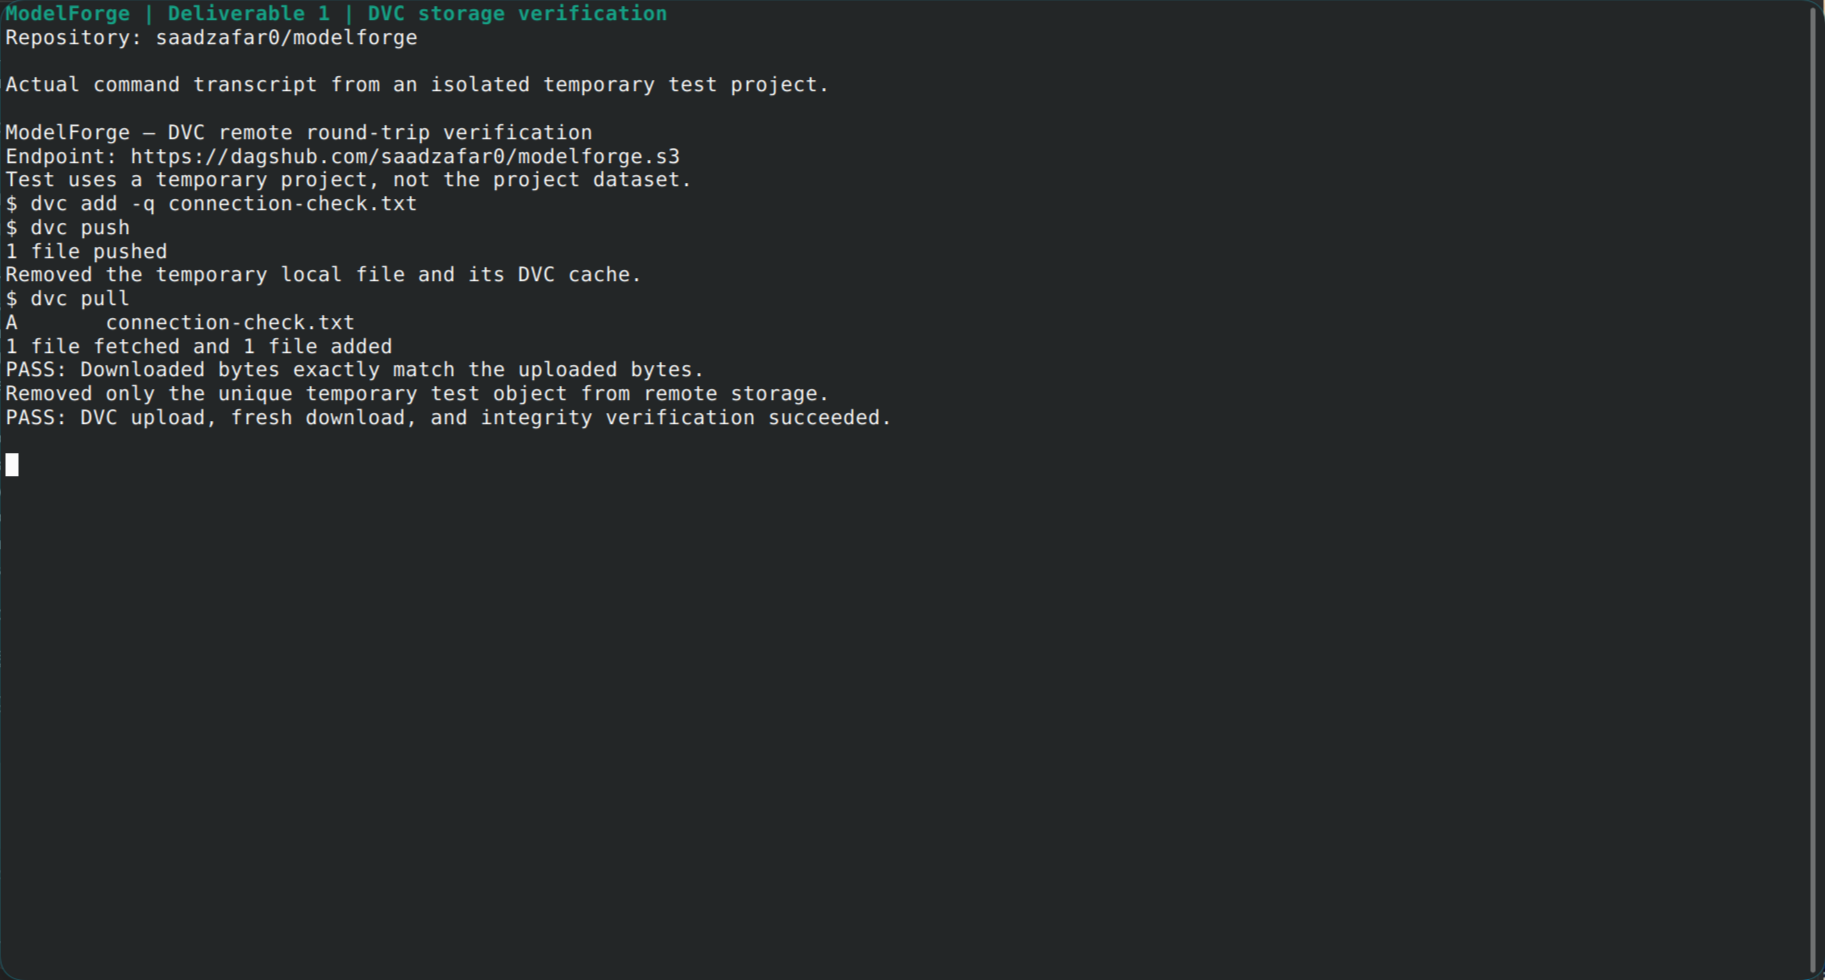 ModelForge | Deliverable 1 | DVC storage verification
Repository: saadzafar0/modelforge
Actual command transcript from an isolated temporary test project.
ModelForge — DVC remote round-trip verification
Endpoint: https://dagshub.com/saadzafar0/modelforge.s3
Test uses a temporary project, not the project dataset.
$ dvc add -q connection-check.txt
$ dvc push
1 file pushed
Removed the temporary local file and its DVC cache.
$ dvc pull
A       connection-check.txt
1 file fetched and 1 file added
PASS: Downloaded bytes exactly match the uploaded bytes.
Removed only the unique temporary test object from remote storage.
PASS: DVC upload, fresh download, and integrity verification succeeded.